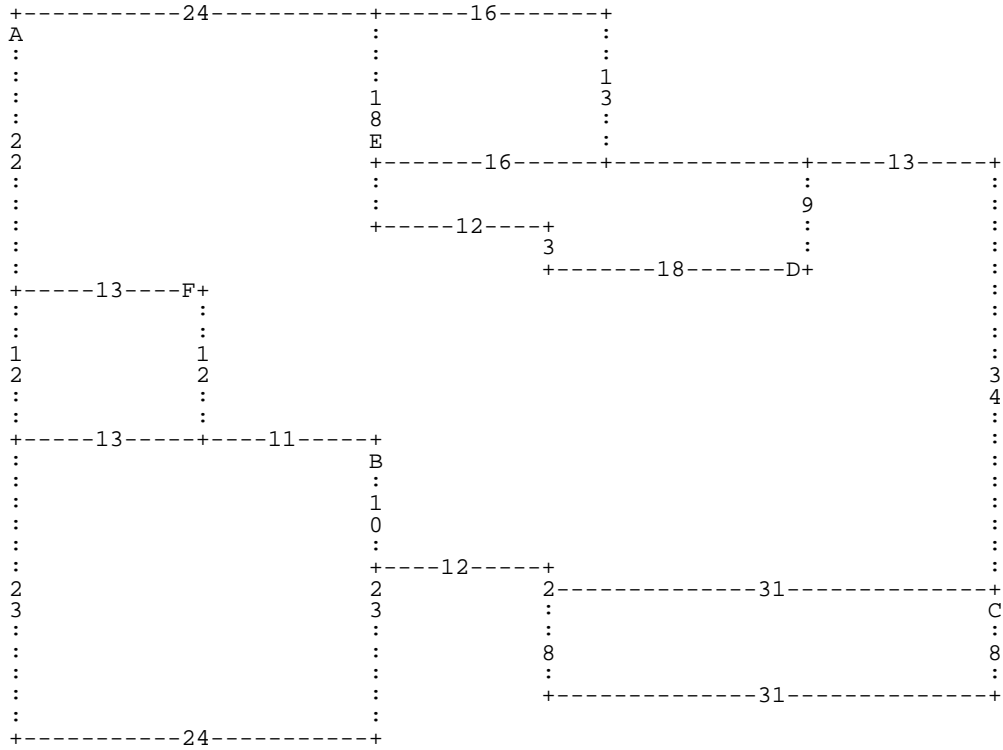 +-----------24-----------+------16-------+
A                        :               :
:                        :               :
:                        :               1
:                        1               3
:                        8               :
2                        E               :
2                        +-------16------+-------------+-----13-----+
:                        :                             :            :
:                        :                             9            :
:                        +-----12----+                 :            :
:                                    3                 :            :
:                                    +-------18-------D+            :
+-----13----F+                                                      :
:            :                                                      :
:            :                                                      :
1            1                                                      :
2            2                                                      3
:            :                                                      4
:            :                                                      :
+-----13-----+----11-----+                                          :
:                        B                                          :
:                        :                                          :
:                        1                                          :
:                        0                                          :
:                        :                                          :
:                        +----12-----+                              :
2                        2           2--------------31--------------+
3                        3           :                              C
:                        :           :                              :
:                        :           8                              8
:                        :           :                              :
:                        :           +--------------31--------------+
:                        :
+-----------24-----------+